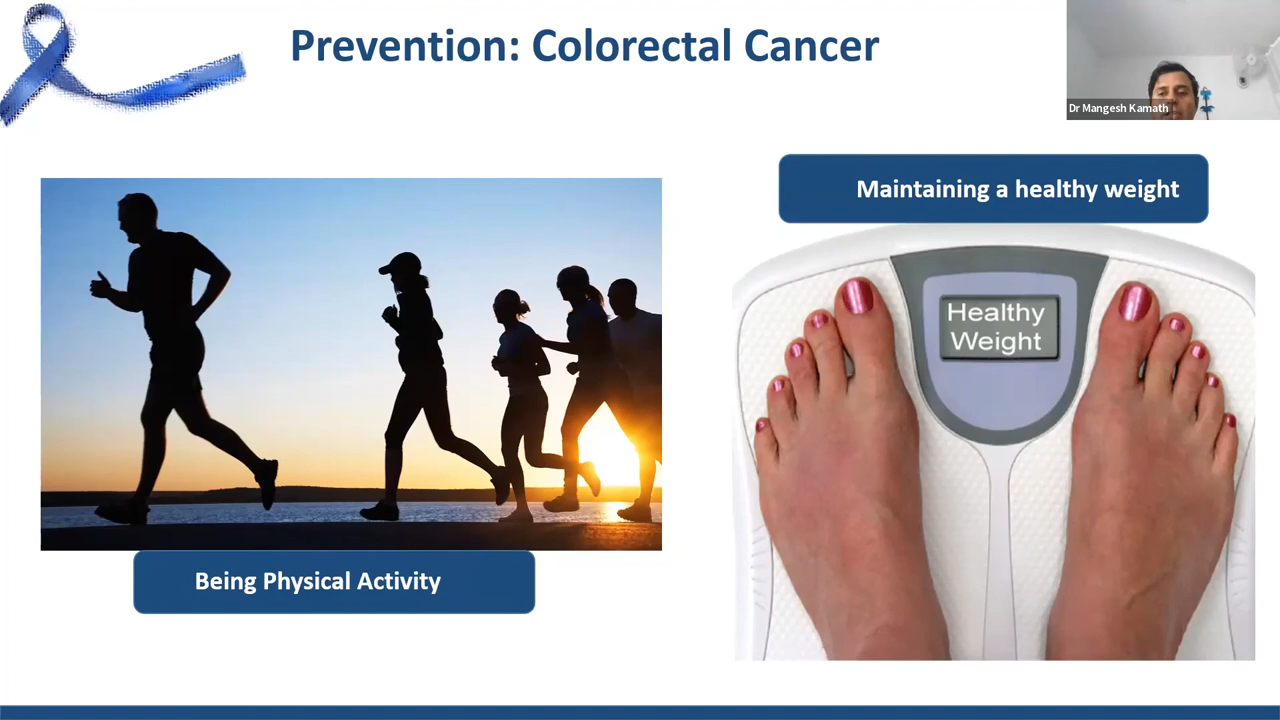 Prevention: Colorectal Cancer
Dr Mangesh Kamath
Maintaining a healthy weight
Healthy
Weight
Being Physical Activity